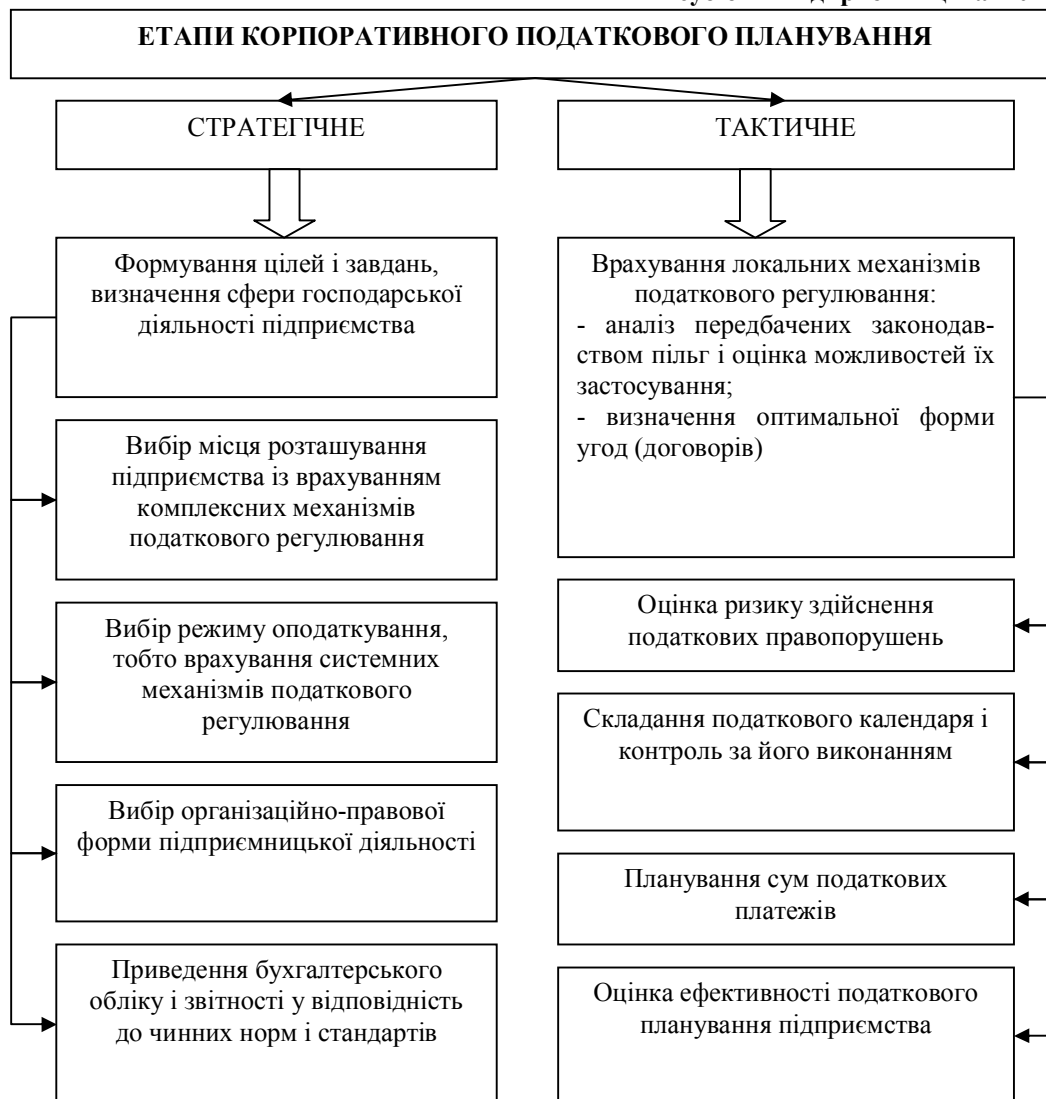 ЕТАПИ КОРПОРАТИВНОГО ПОДАТКОВОГО ПЛАНУВАННЯ
СТРАТЕГІЧНЕ
Формування цілей і завдань,
визначення сфери господарської
діяльності підприємства
Вибір місця розташування
підприємства із врахуванням
комплексних механізмів
податкового регулювання
Вибір режиму оподаткування,
тобто врахування системних
механізмів податкового
регулювання
Вибір організаційно-правової
форми підприємницької діяльності
Приведення бухгалтерського
обліку і звітності у відповідність
до чинних норм і стандартів
ТАКТИЧНЕ
Врахування локальних механізмів
податкового регулювання:
- аналіз передбачених законодав-
ством пільг і оцінка можливостей їх
застосування;
- визначення оптимальної форми
угод (договорів)
Оцінка ризику здійснення
податкових правопорушень
Складання податкового календаря і
контроль за його виконанням
Планування сум податкових
платежів
Оцінка ефективності податкового
планування підприємства